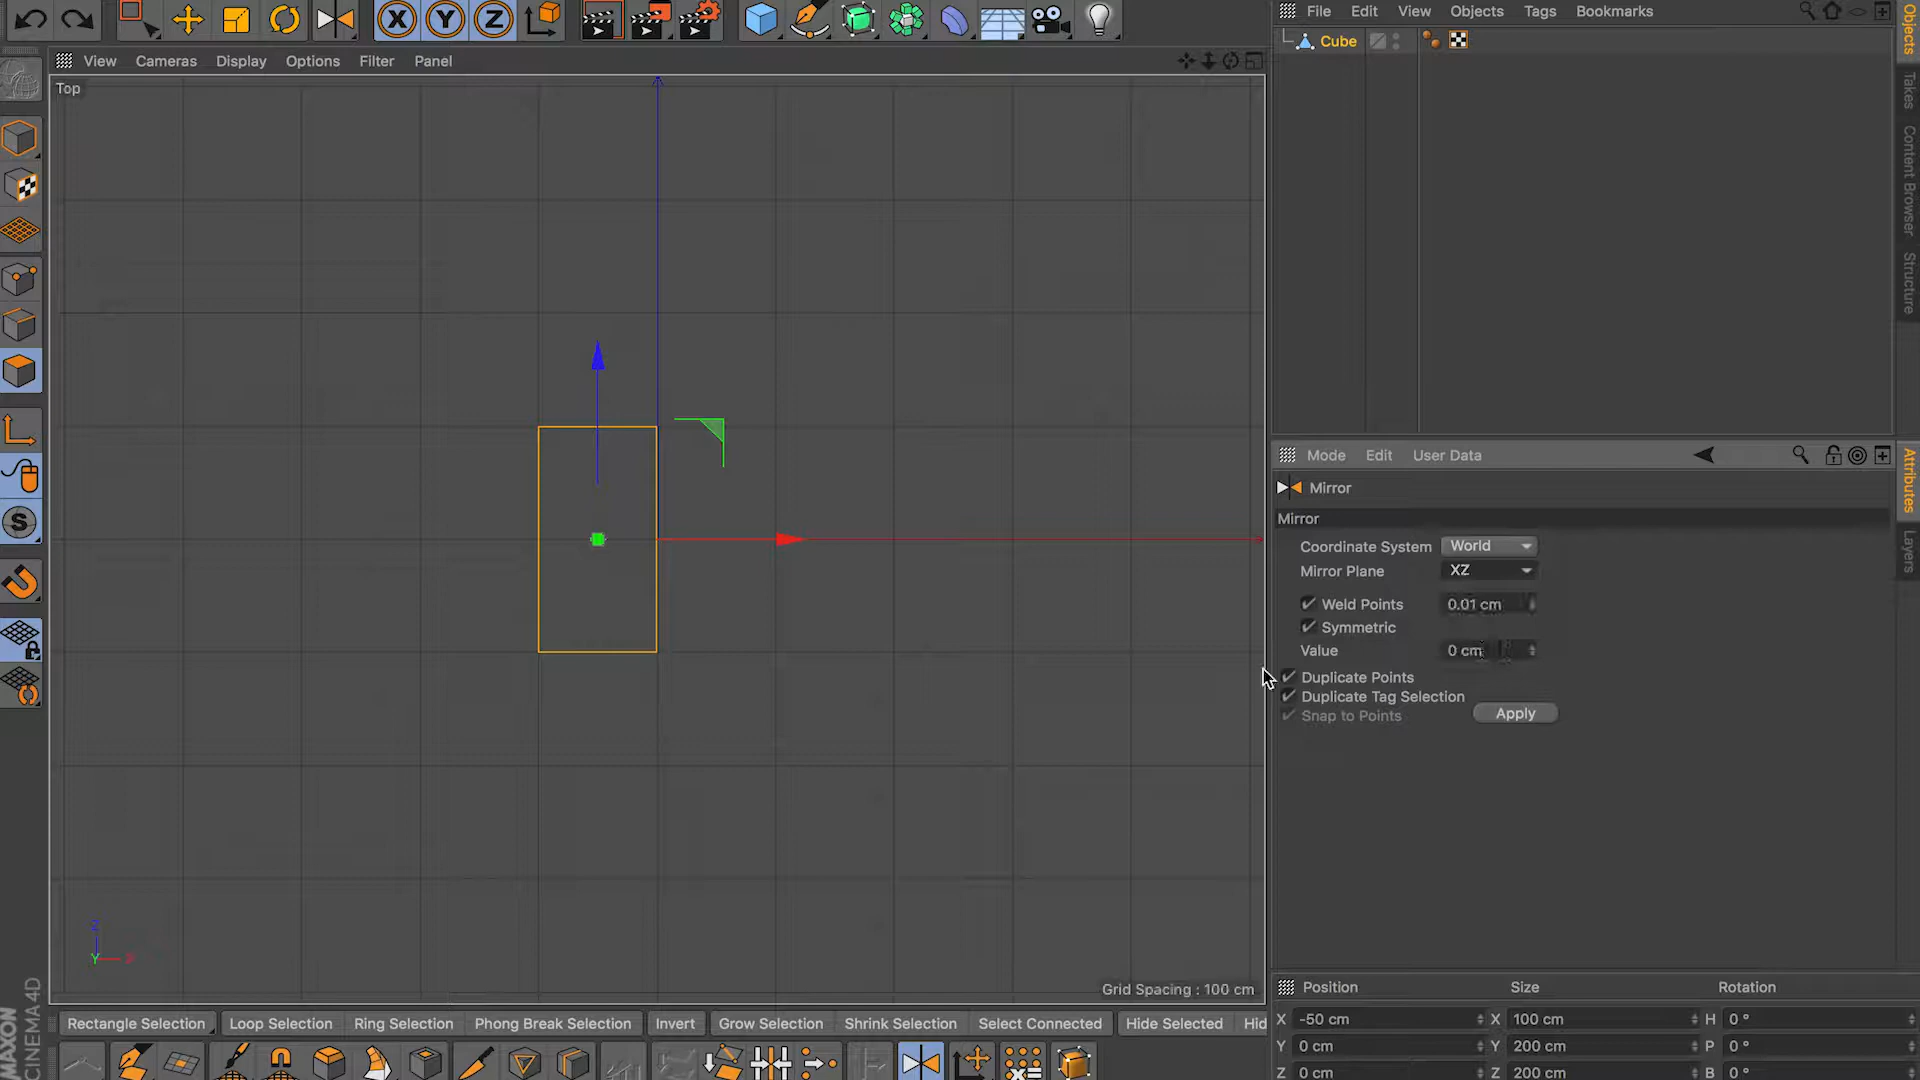 X Y Z
File Edit View Objects Tags Bookmarks
Cube
View Cameras Display Options Filter Panel
Top
Objects
Takes
Content Browser
Structure
S
Mode Edit User Data
Mirror
Mirror
Coordinate System World
Mirror Plane XZ
Weld Points 0.01 cm
Symmetric
Value 0 cm
Duplicate Points
Duplicate Tag Selection
Snap to Points Apply
Attributes
Layers
Z
Y X
Grid Spacing : 100 cm
MAXON
CINEMA 4D
Rectangle Selection Loop Selection Ring Selection Phong Break Selection Invert Grow Selection Shrink Selection Select Connected Hide Selected Hid
Position Size Rotation
X -50 cm X 100 cm H 0 °
Y 0 cm Y 200 cm P 0 °
Z 0 cm Z 200 cm B 0 °